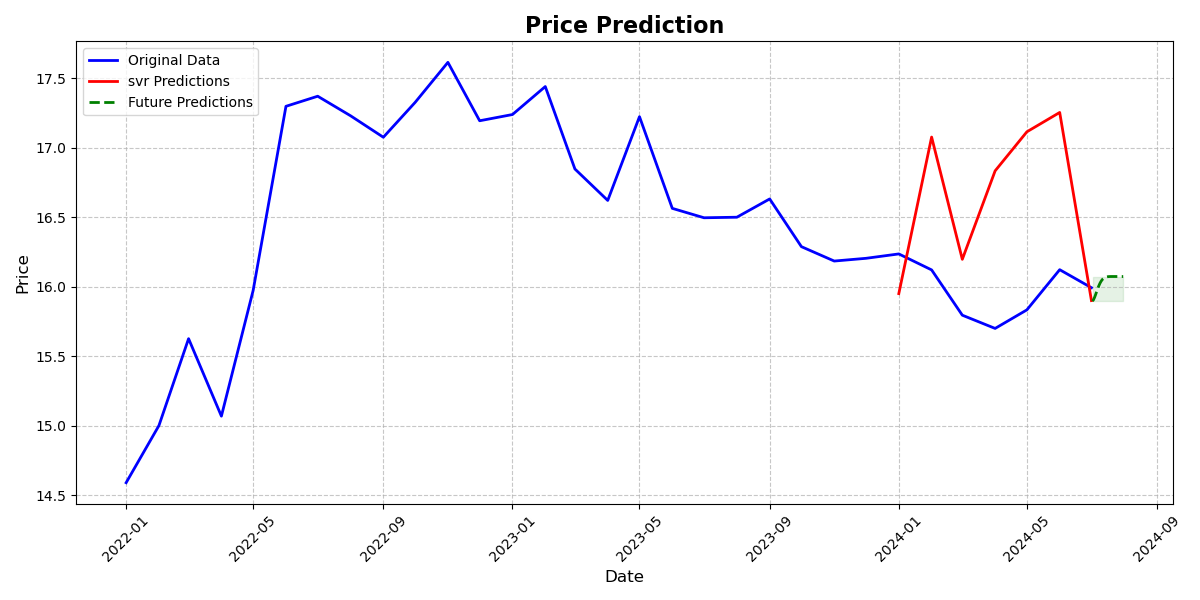 Price Prediction
Original Data
svr Predictions
Future Predictions
Price
17.5
17.0
16.5
16.0
15.5
15.0
14.5
2022-01
2022-05
2022-09
2023-01
2023-05
2023-09
2024-01
2024-05
2024-09
Date